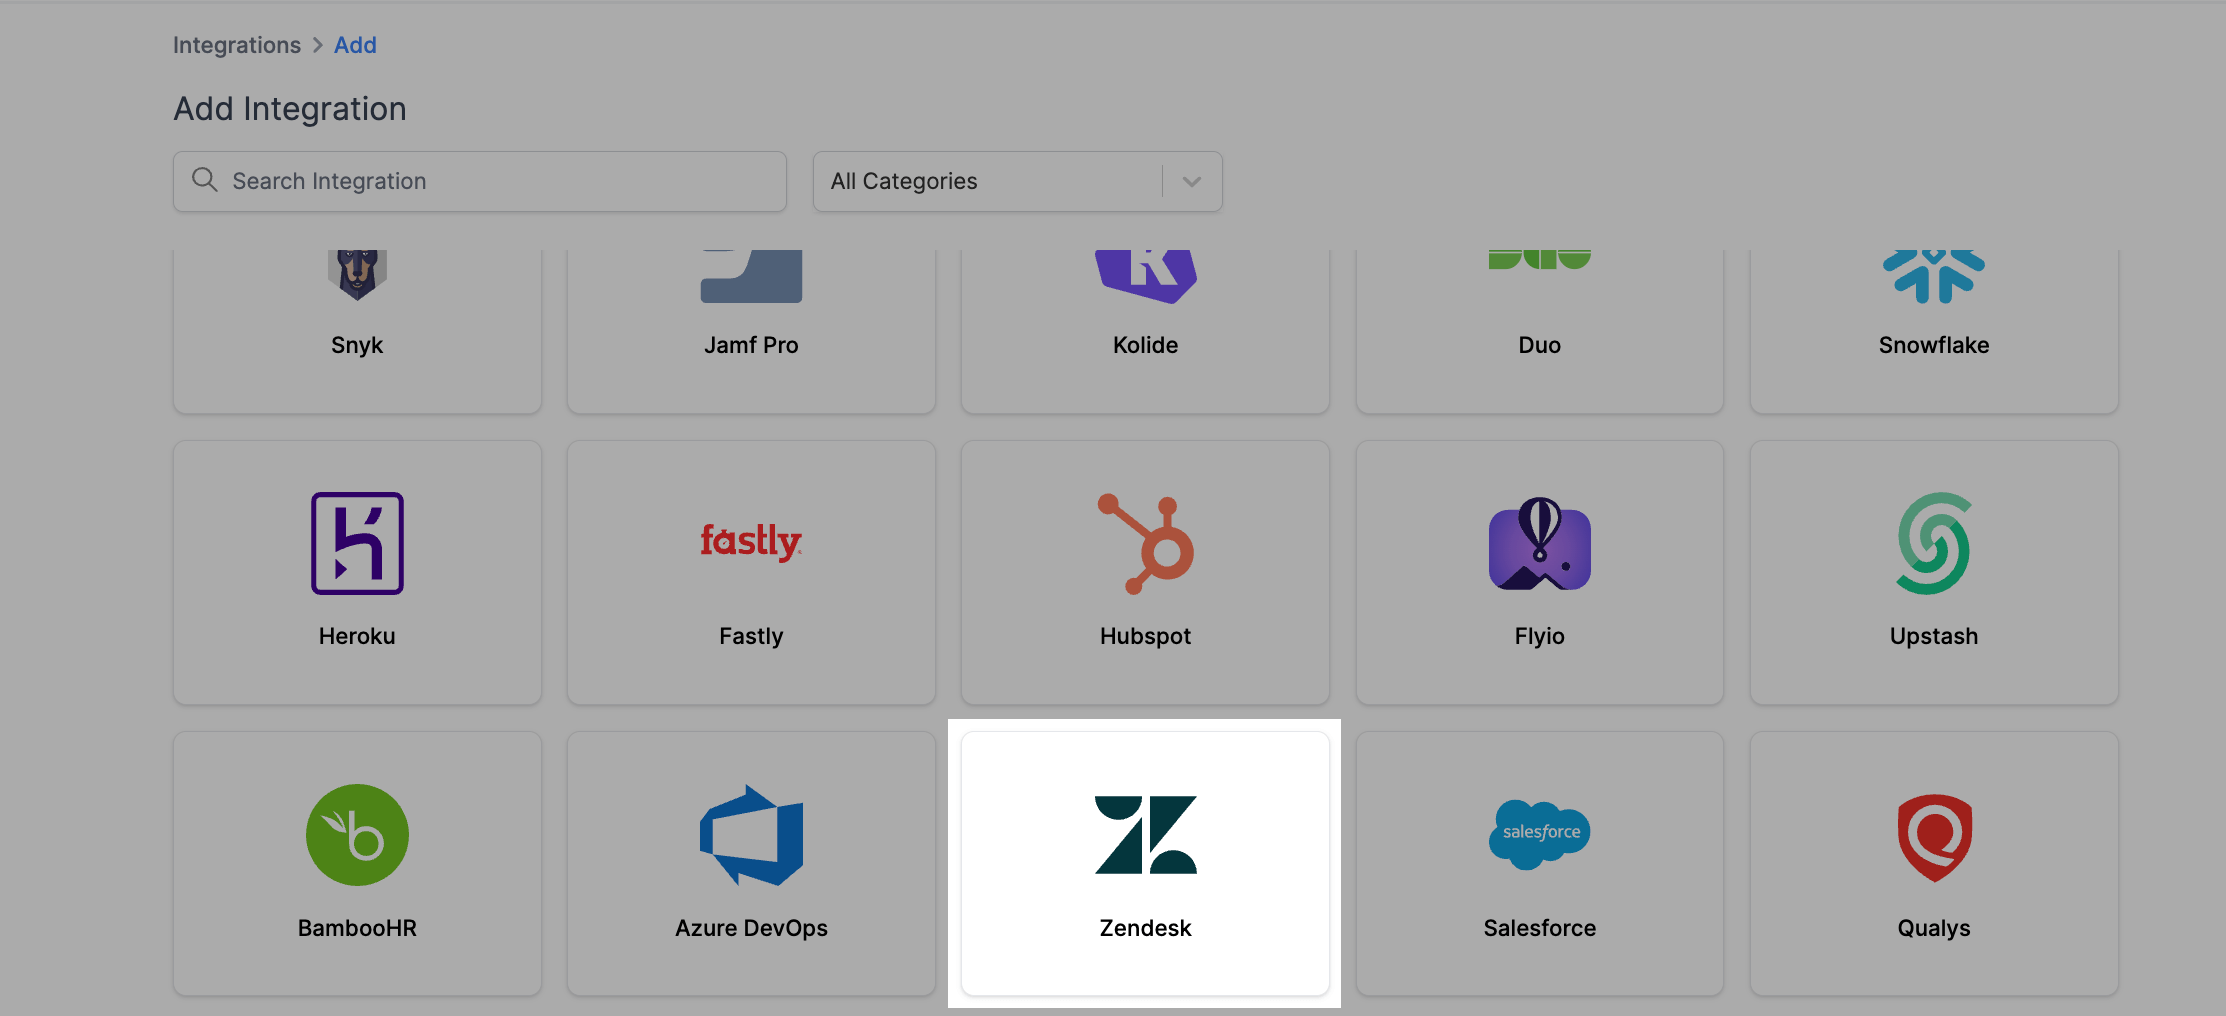 Integrations > Add
Add Integration
Search Integration
All Categories
Snyk
Jamf Pro
Kolide
Duo
Snowflake
fastly
Heroku
Fastly
Hubspot
Flyio
Upstash
salesforce
BambooHR
Azure DevOps
Zendesk
Salesforce
Qualys